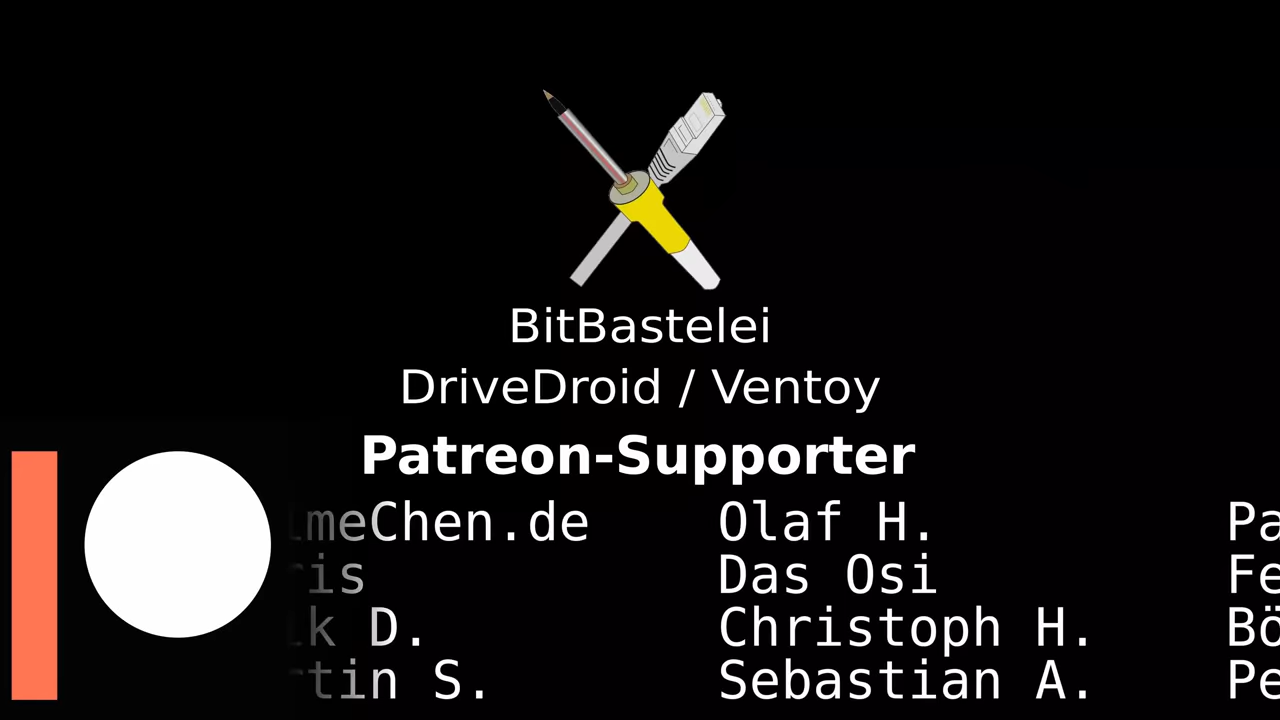 BitBastelei
DriveDroid / Ventoy
Patreon-Supporter
Olaf H.
Das Osi
D. Christoph H.
S. Sebastian A.